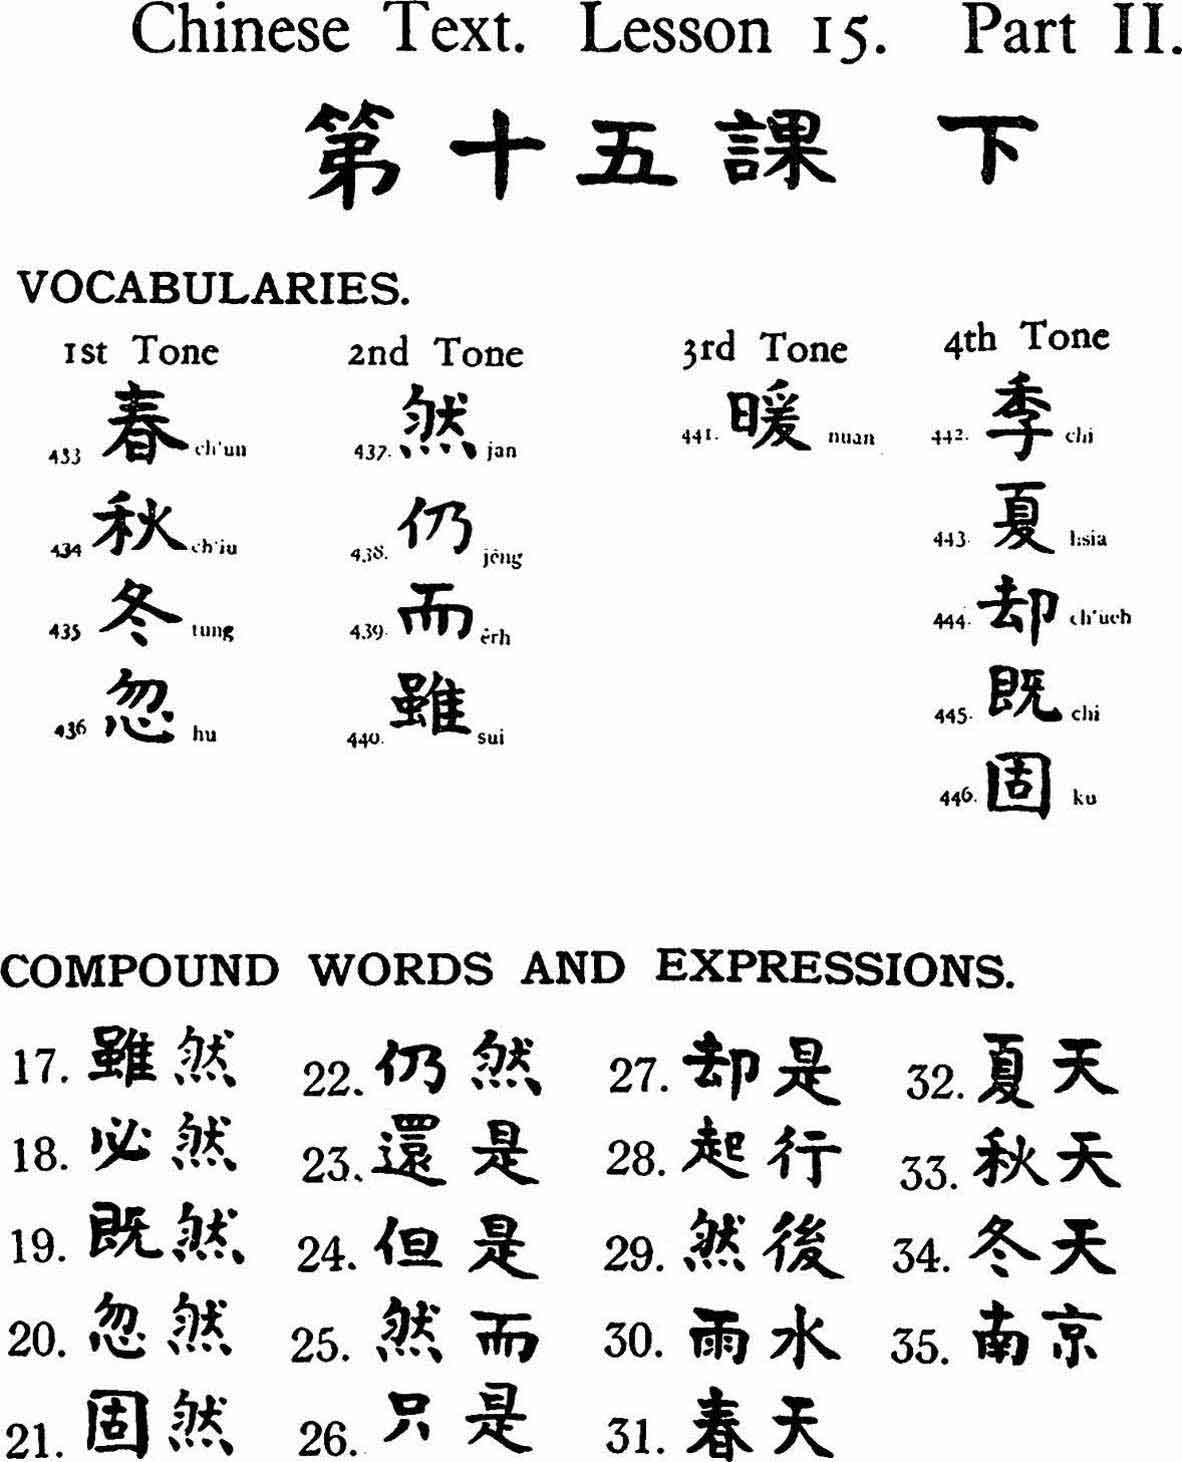 Chinese Text. Lesson 15. Part II.
第十五課 下
VOCABULARIES.
1st Tone 2nd Tone 3rd Tone 4th Tone
433 春 ch'un 437. 然 jan 441. 暖 nuan 442. 季 chi
434 秋 ch'iu 438. 仍 jêng 443. 夏 hsia
435 冬 tung 439. 而 êrh 444. 却 ch'ueh
436 忽 hu 440. 雖 sui 445. 既 chi
446. 固 ku
COMPOUND WORDS AND EXPRESSIONS.
17. 雖然 22. 仍然 27. 却是 32. 夏天
18. 必然 23. 還是 28. 起行 33. 秋天
19. 既然 24. 但是 29. 然後 34. 冬天
20. 忽然 25. 然而 30. 雨水 35. 南京
21. 固然 26. 只是 31. 春天